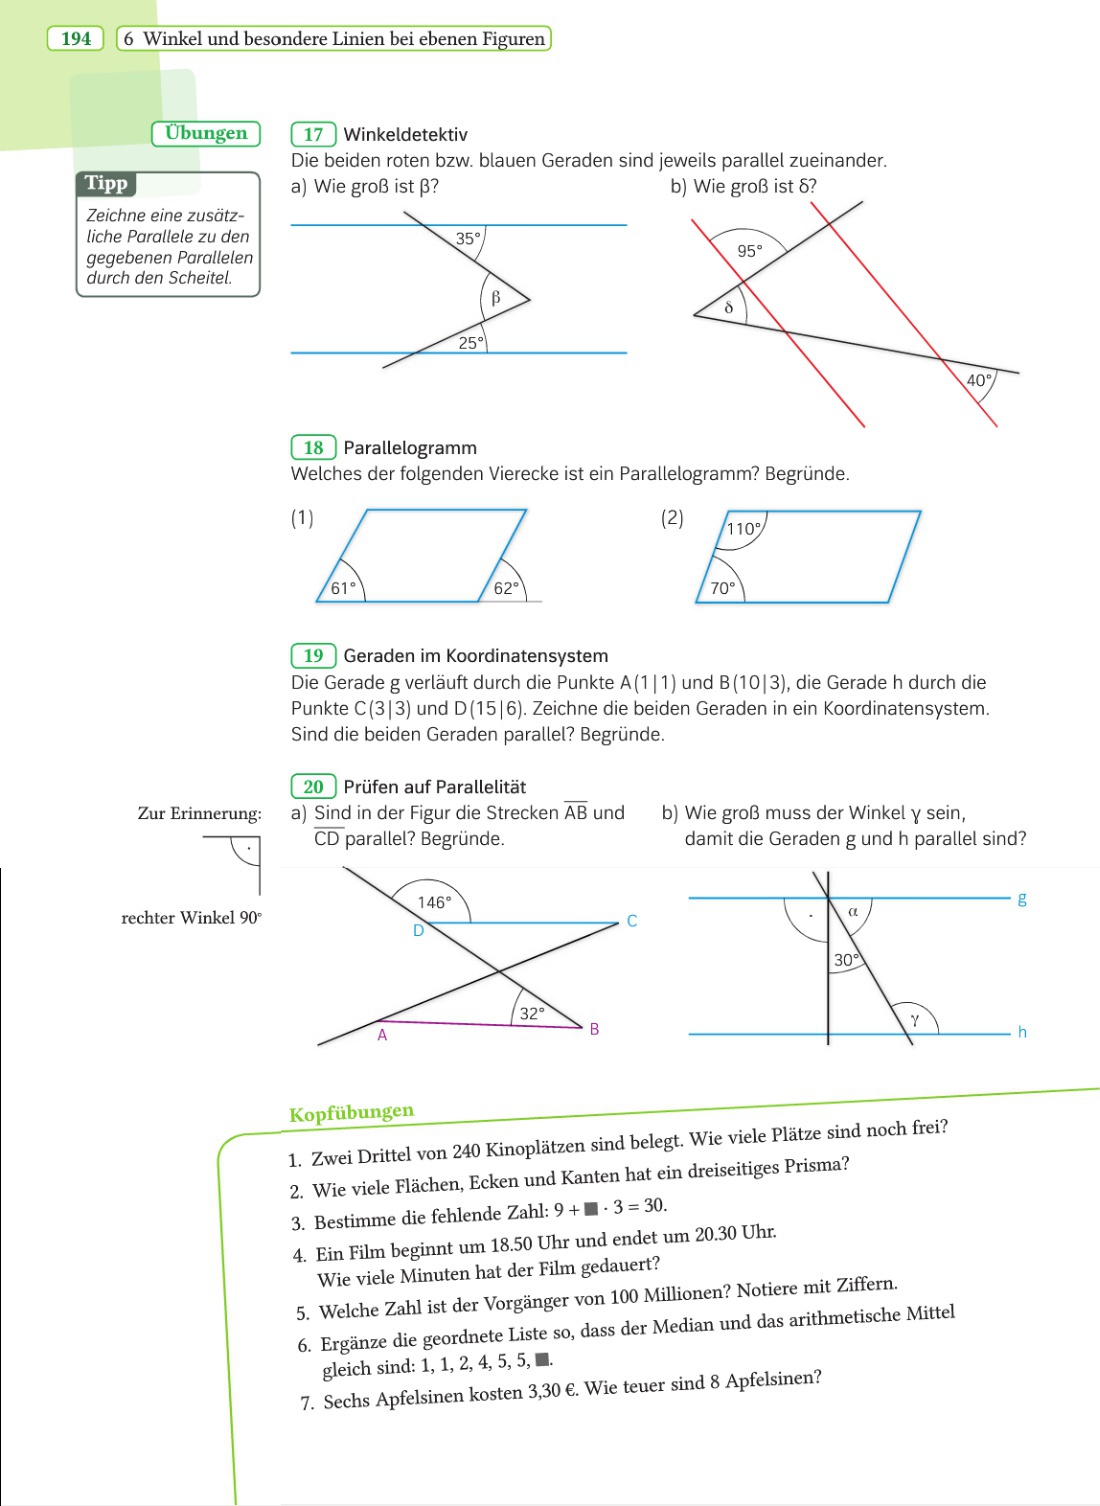 194 6 Winkel und besondere Linien bei ebenen Figuren
Übungen
Tipp
Zeichne eine zusätz-
liche Parallele zu den
gegebenen Parallelen
durch den Scheitel.
17 Winkeldetektiv
Die beiden roten bzw. blauen Geraden sind jeweils parallel zueinander.
a) Wie groß ist β? b) Wie groß ist δ?
35°
β
25°
95°
δ
40°
18 Parallelogramm
Welches der folgenden Vierecke ist ein Parallelogramm? Begründe.
(1) (2)
61° 62°
110°
70°
19 Geraden im Koordinatensystem
Die Gerade g verläuft durch die Punkte A(1|1) und B(10|3), die Gerade h durch die
Punkte C(3|3) und D(15|6). Zeichne die beiden Geraden in ein Koordinatensystem.
Sind die beiden Geraden parallel? Begründe.
20 Prüfen auf Parallelität
Zur Erinnerung:
rechter Winkel 90°
a) Sind in der Figur die Strecken A̅B̅ und
C̅D̅ parallel? Begründe.
b) Wie groß muss der Winkel γ sein,
damit die Geraden g und h parallel sind?
146°
D C
32°
A B
g
α
30°
γ
h
Kopfübungen
1. Zwei Drittel von 240 Kinoplätzen sind belegt. Wie viele Plätze sind noch frei?
2. Wie viele Flächen, Ecken und Kanten hat ein dreiseitiges Prisma?
3. Bestimme die fehlende Zahl: 9 + ■ · 3 = 30.
4. Ein Film beginnt um 18.50 Uhr und endet um 20.30 Uhr.
Wie viele Minuten hat der Film gedauert?
5. Welche Zahl ist der Vorgänger von 100 Millionen? Notiere mit Ziffern.
6. Ergänze die geordnete Liste so, dass der Median und das arithmetische Mittel
gleich sind: 1, 1, 2, 4, 5, 5, ■.
7. Sechs Apfelsinen kosten 3,30 €. Wie teuer sind 8 Apfelsinen?